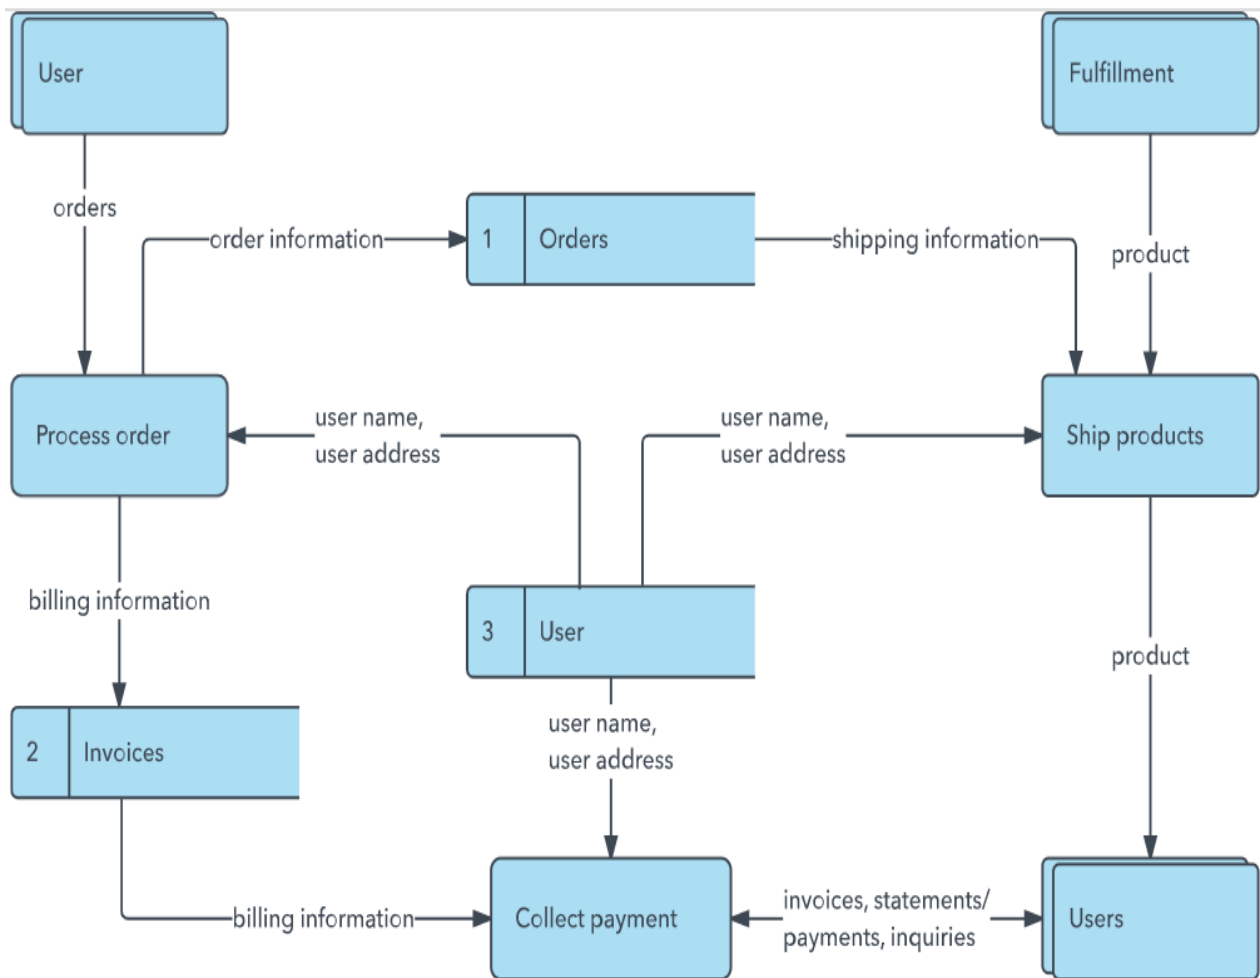 User
Fulfillment
orders
order information
1
Orders
shipping information
product
Process order
user name,
user address
user name,
user address
Ship products
billing information
3
User
product
2
Invoices
user name,
user address
billing information
Collect payment
invoices, statements/
payments, inquiries
Users